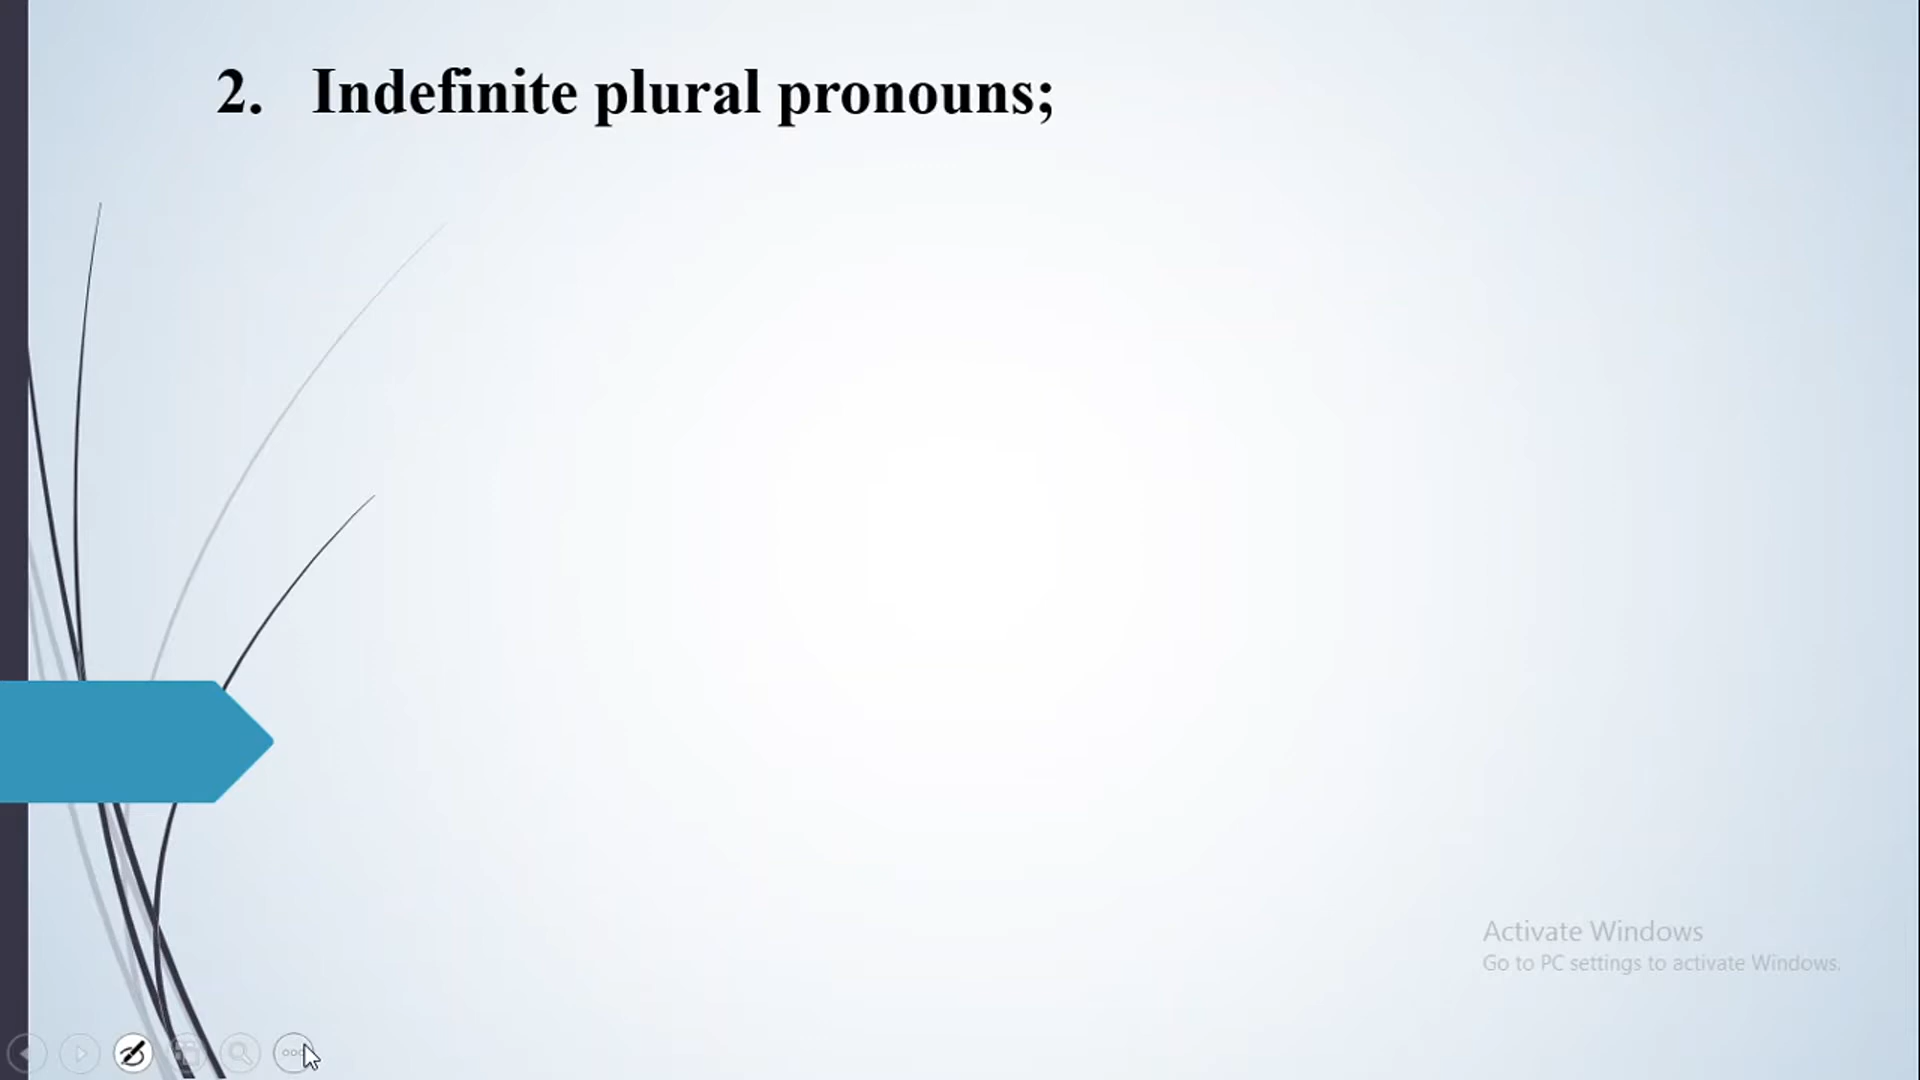 2. Indefinite plural pronouns;
Activate Windows
Go to PC settings to activate Windows.